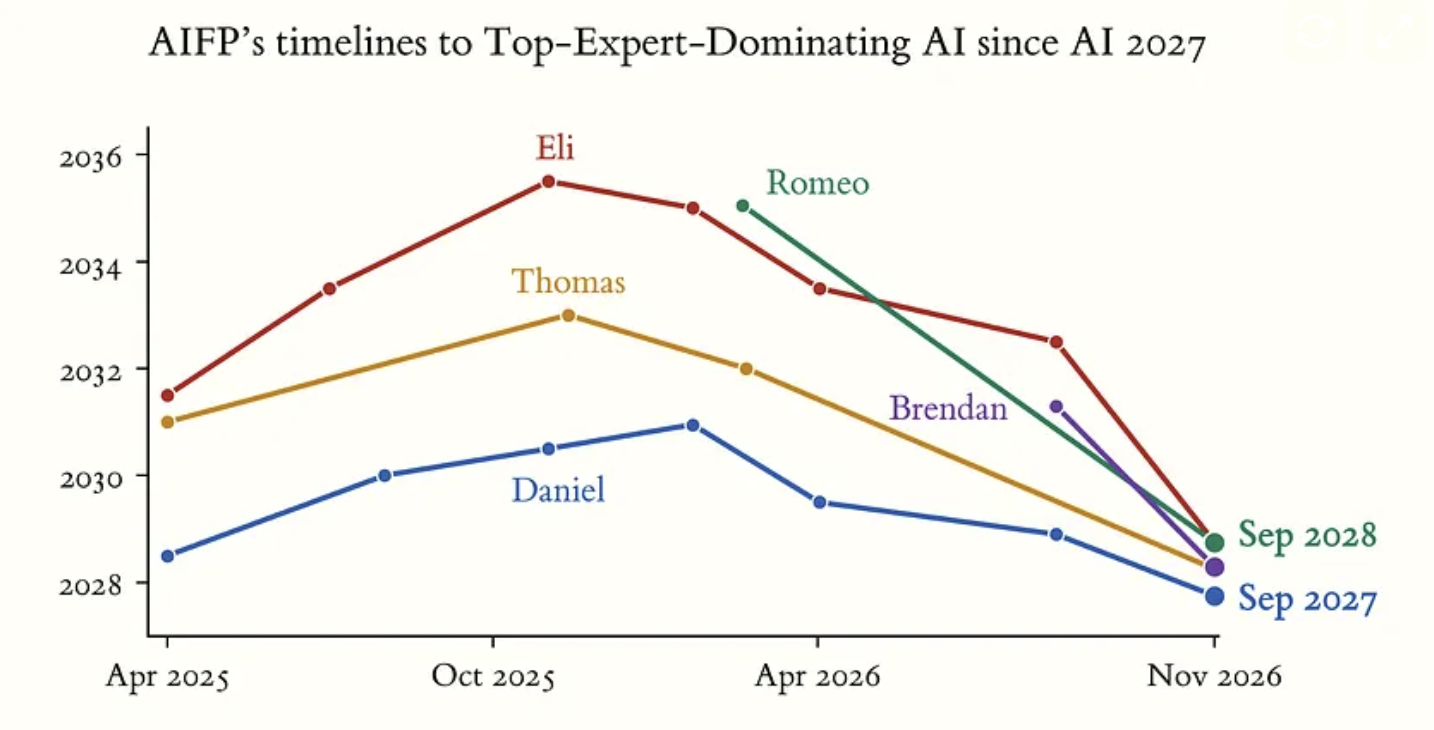 AIFP's timelines to Top-Expert-Dominating AI since AI 2027
2036
Eli
Romeo
2034
Thomas
2032
Brendan
2030
Daniel
Sep 2028
2028
Sep 2027
Apr 2025
Oct 2025
Apr 2026
Nov 2026